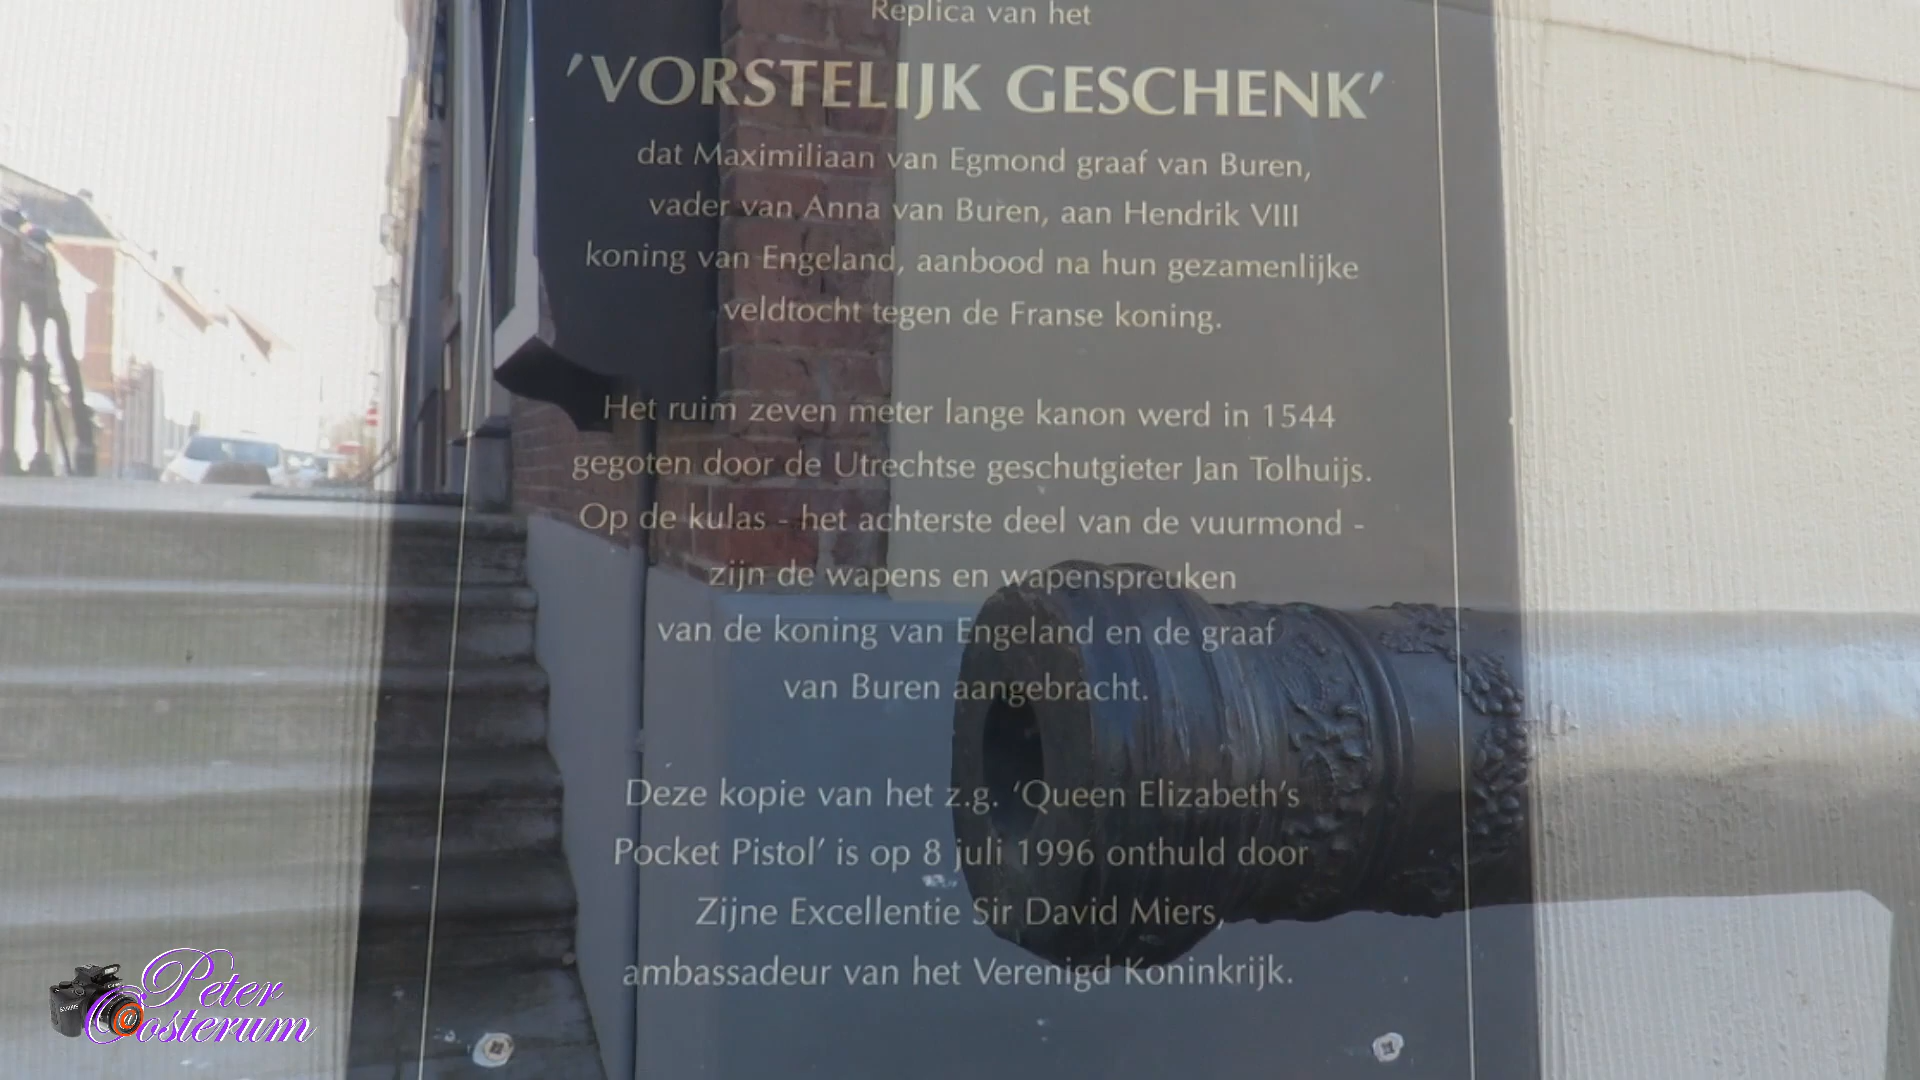 Replica van het
'VORSTELIJK GESCHENK'
dat Maximiliaan van Egmond graaf van Buren,
vader van Anna van Buren, aan Hendrik VIII
koning van Engeland, aanbood na hun gezamenlijke
veldtocht tegen de Franse koning.
Het ruim zeven meter lange kanon werd in 1544
gegoten door de Utrechtse geschutgieter Jan Tolhuijs.
Op de kulas - het achterste deel van de vuurmond -
zijn de wapens en wapenspreuken
van de koning van Engeland en de graaf
van Buren aangebracht.
Deze kopie van het z.g. 'Queen Elizabeth's
Pocket Pistol' is op 8 juli 1996 onthuld door
Zijne Excellentie Sir David Miers,
ambassadeur van het Verenigd Koninkrijk.
Peter
@Oosterum